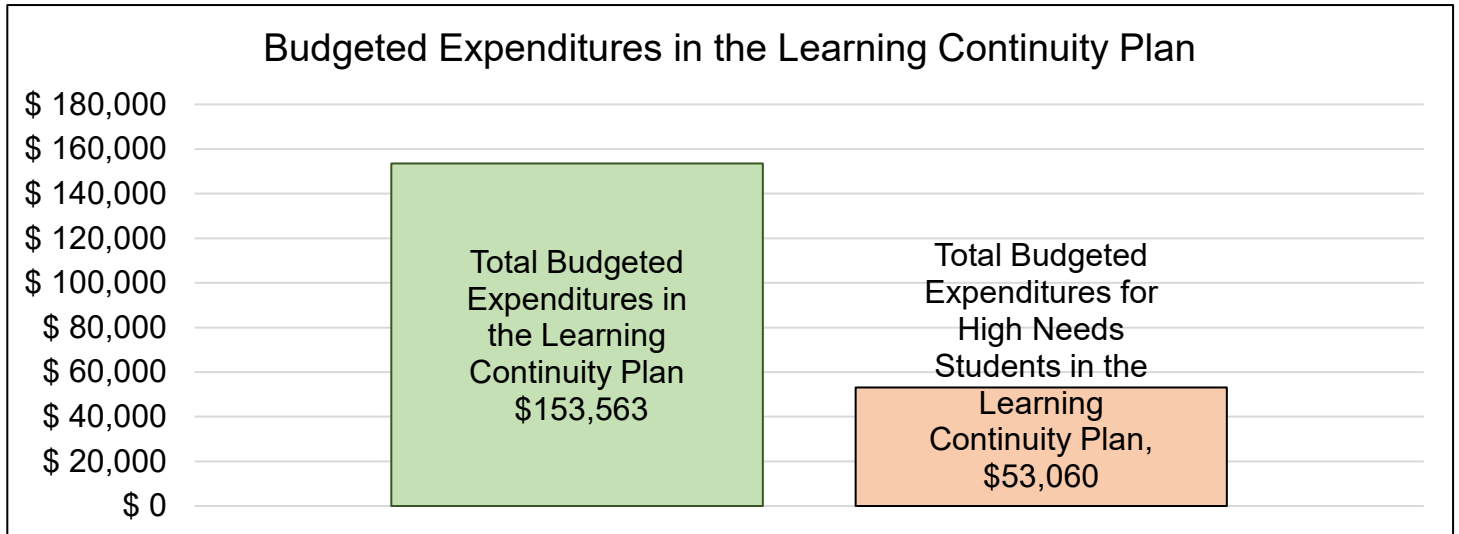 Budgeted Expenditures in the Learning Continuity Plan
$ 180,000
$ 160,000
$ 140,000
$ 120,000
$ 100,000
$ 80,000
$ 60,000
$ 40,000
$ 20,000
$ 0
Total Budgeted
Expenditures in
the Learning
Continuity Plan
$153,563
Total Budgeted
Expenditures for
High Needs
Students in the
Learning
Continuity Plan,
$53,060